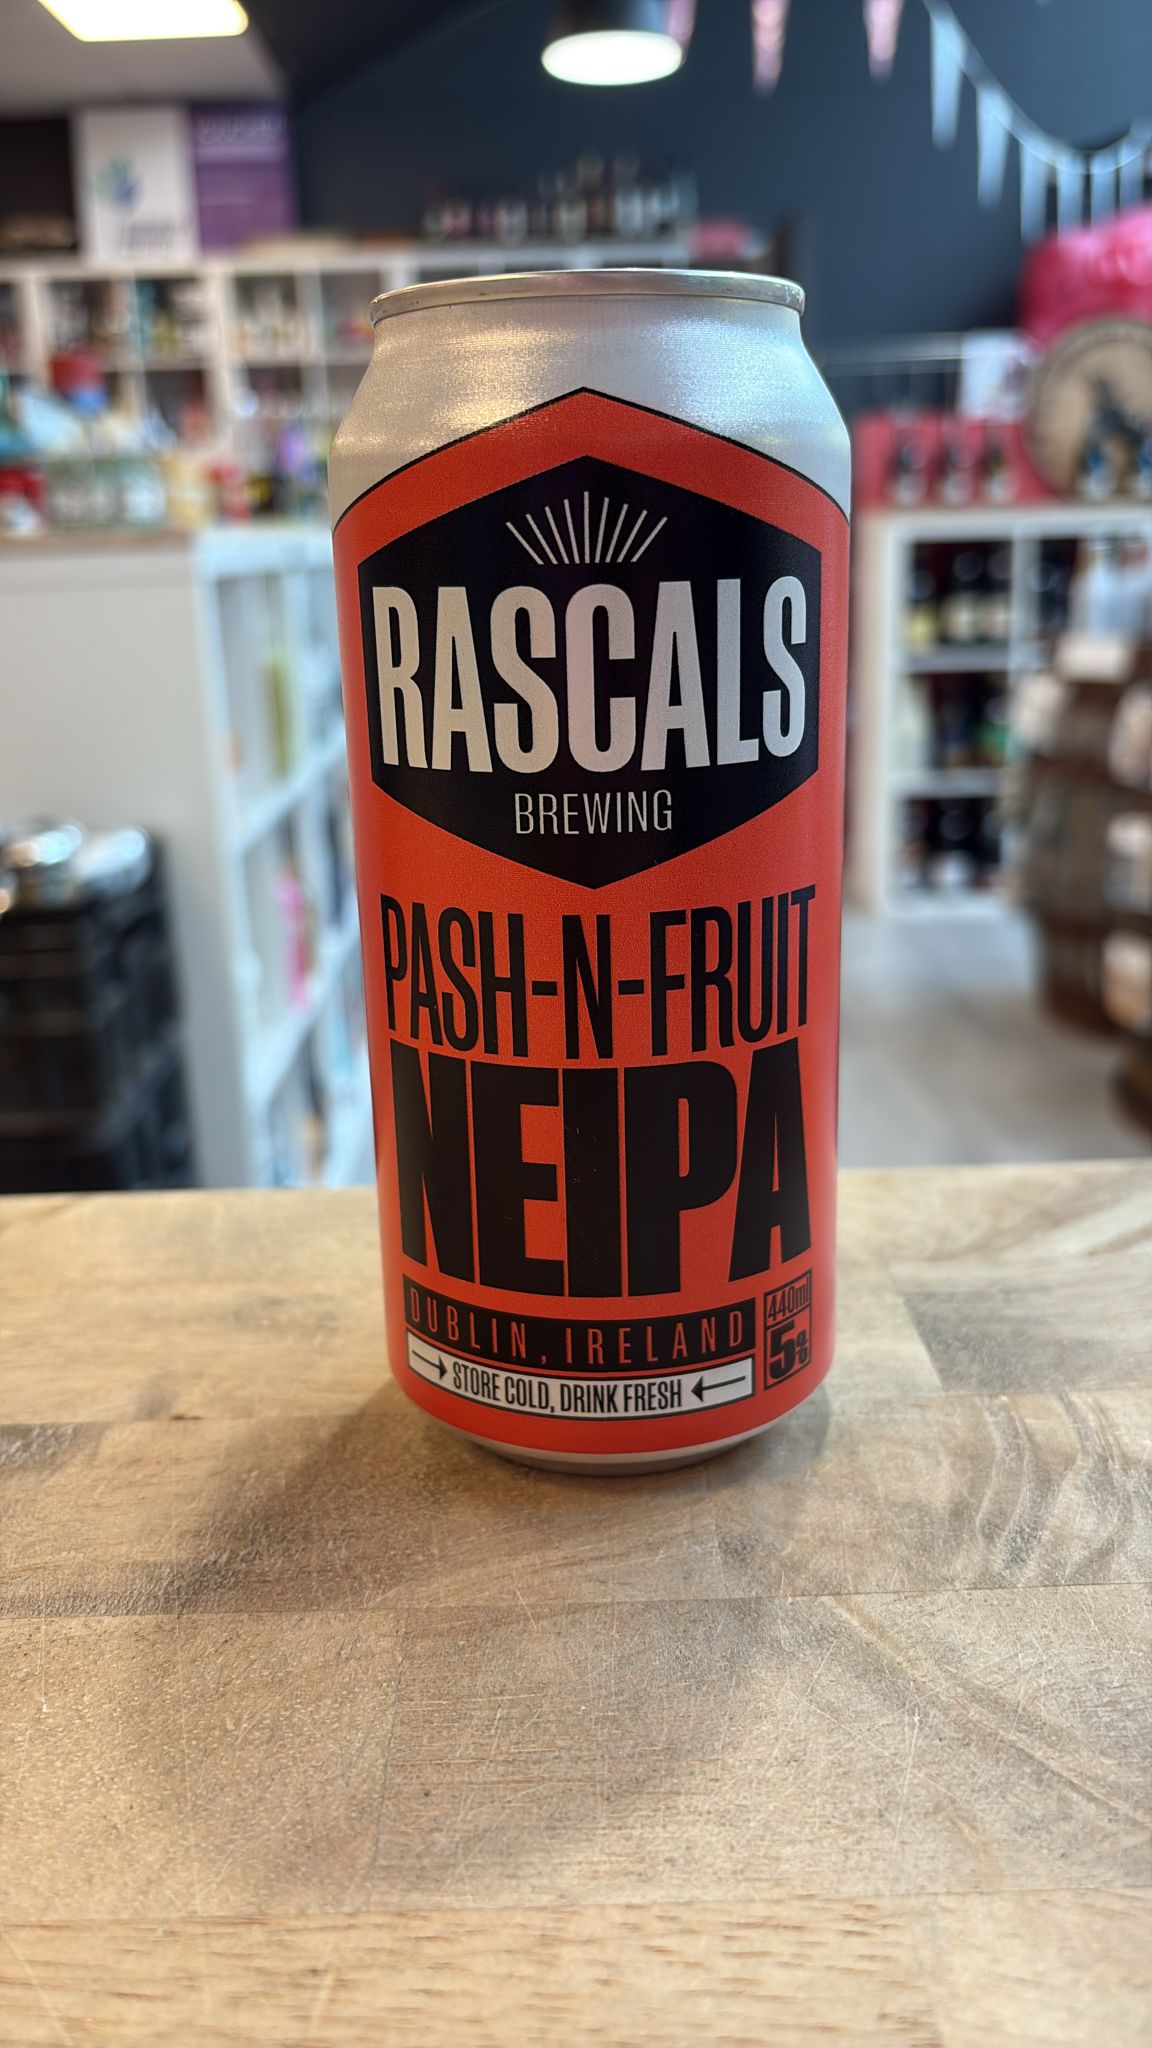 RASCALS
BREWING
PASH-N-FRUIT
NEIPA
DUBLIN, IRELAND
440ml
5%
STORE COLD, DRINK FRESH